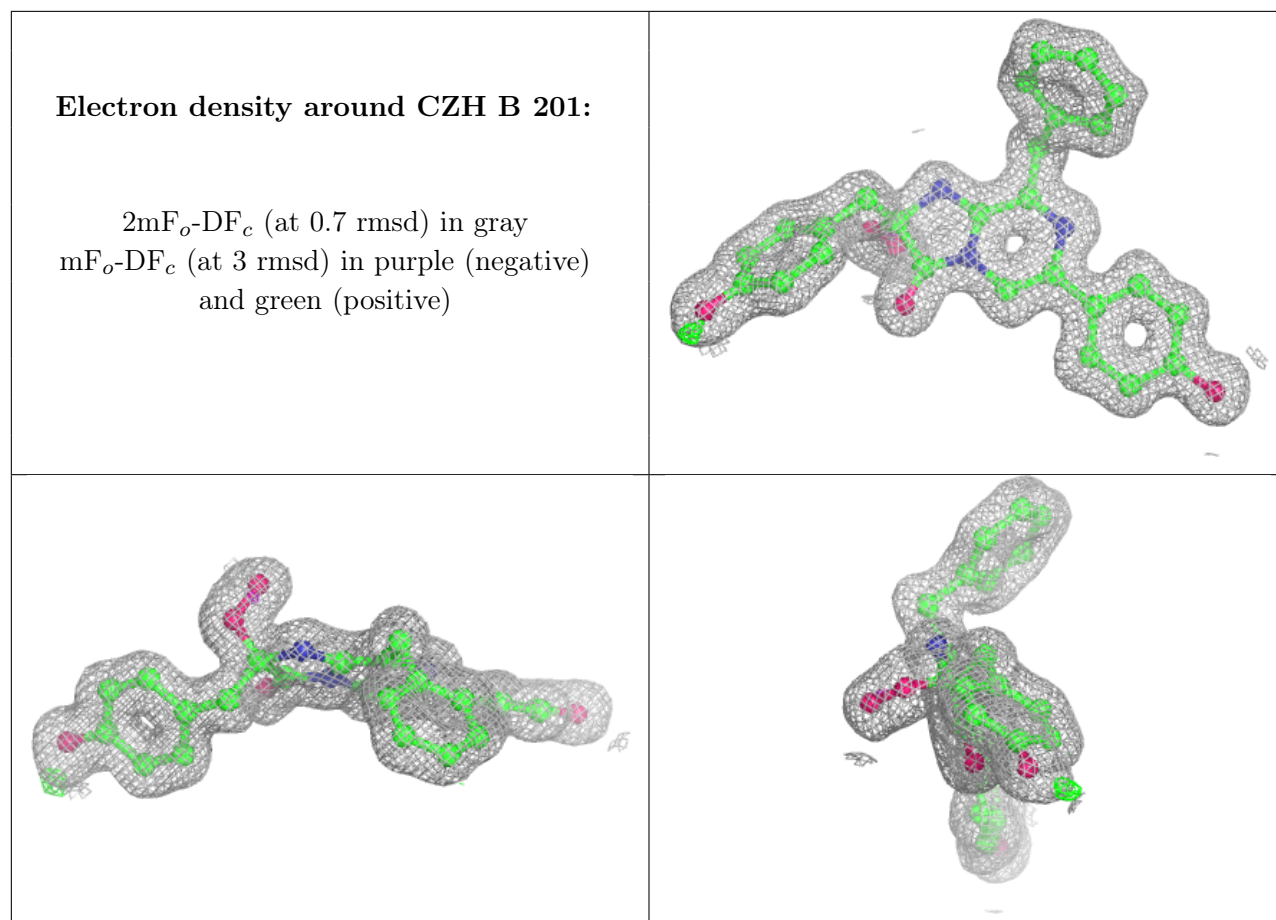 Electron density around CZH B 201:
2mFo-DFc (at 0.7 rmsd) in gray
mFo-DFc (at 3 rmsd) in purple (negative)
and green (positive)